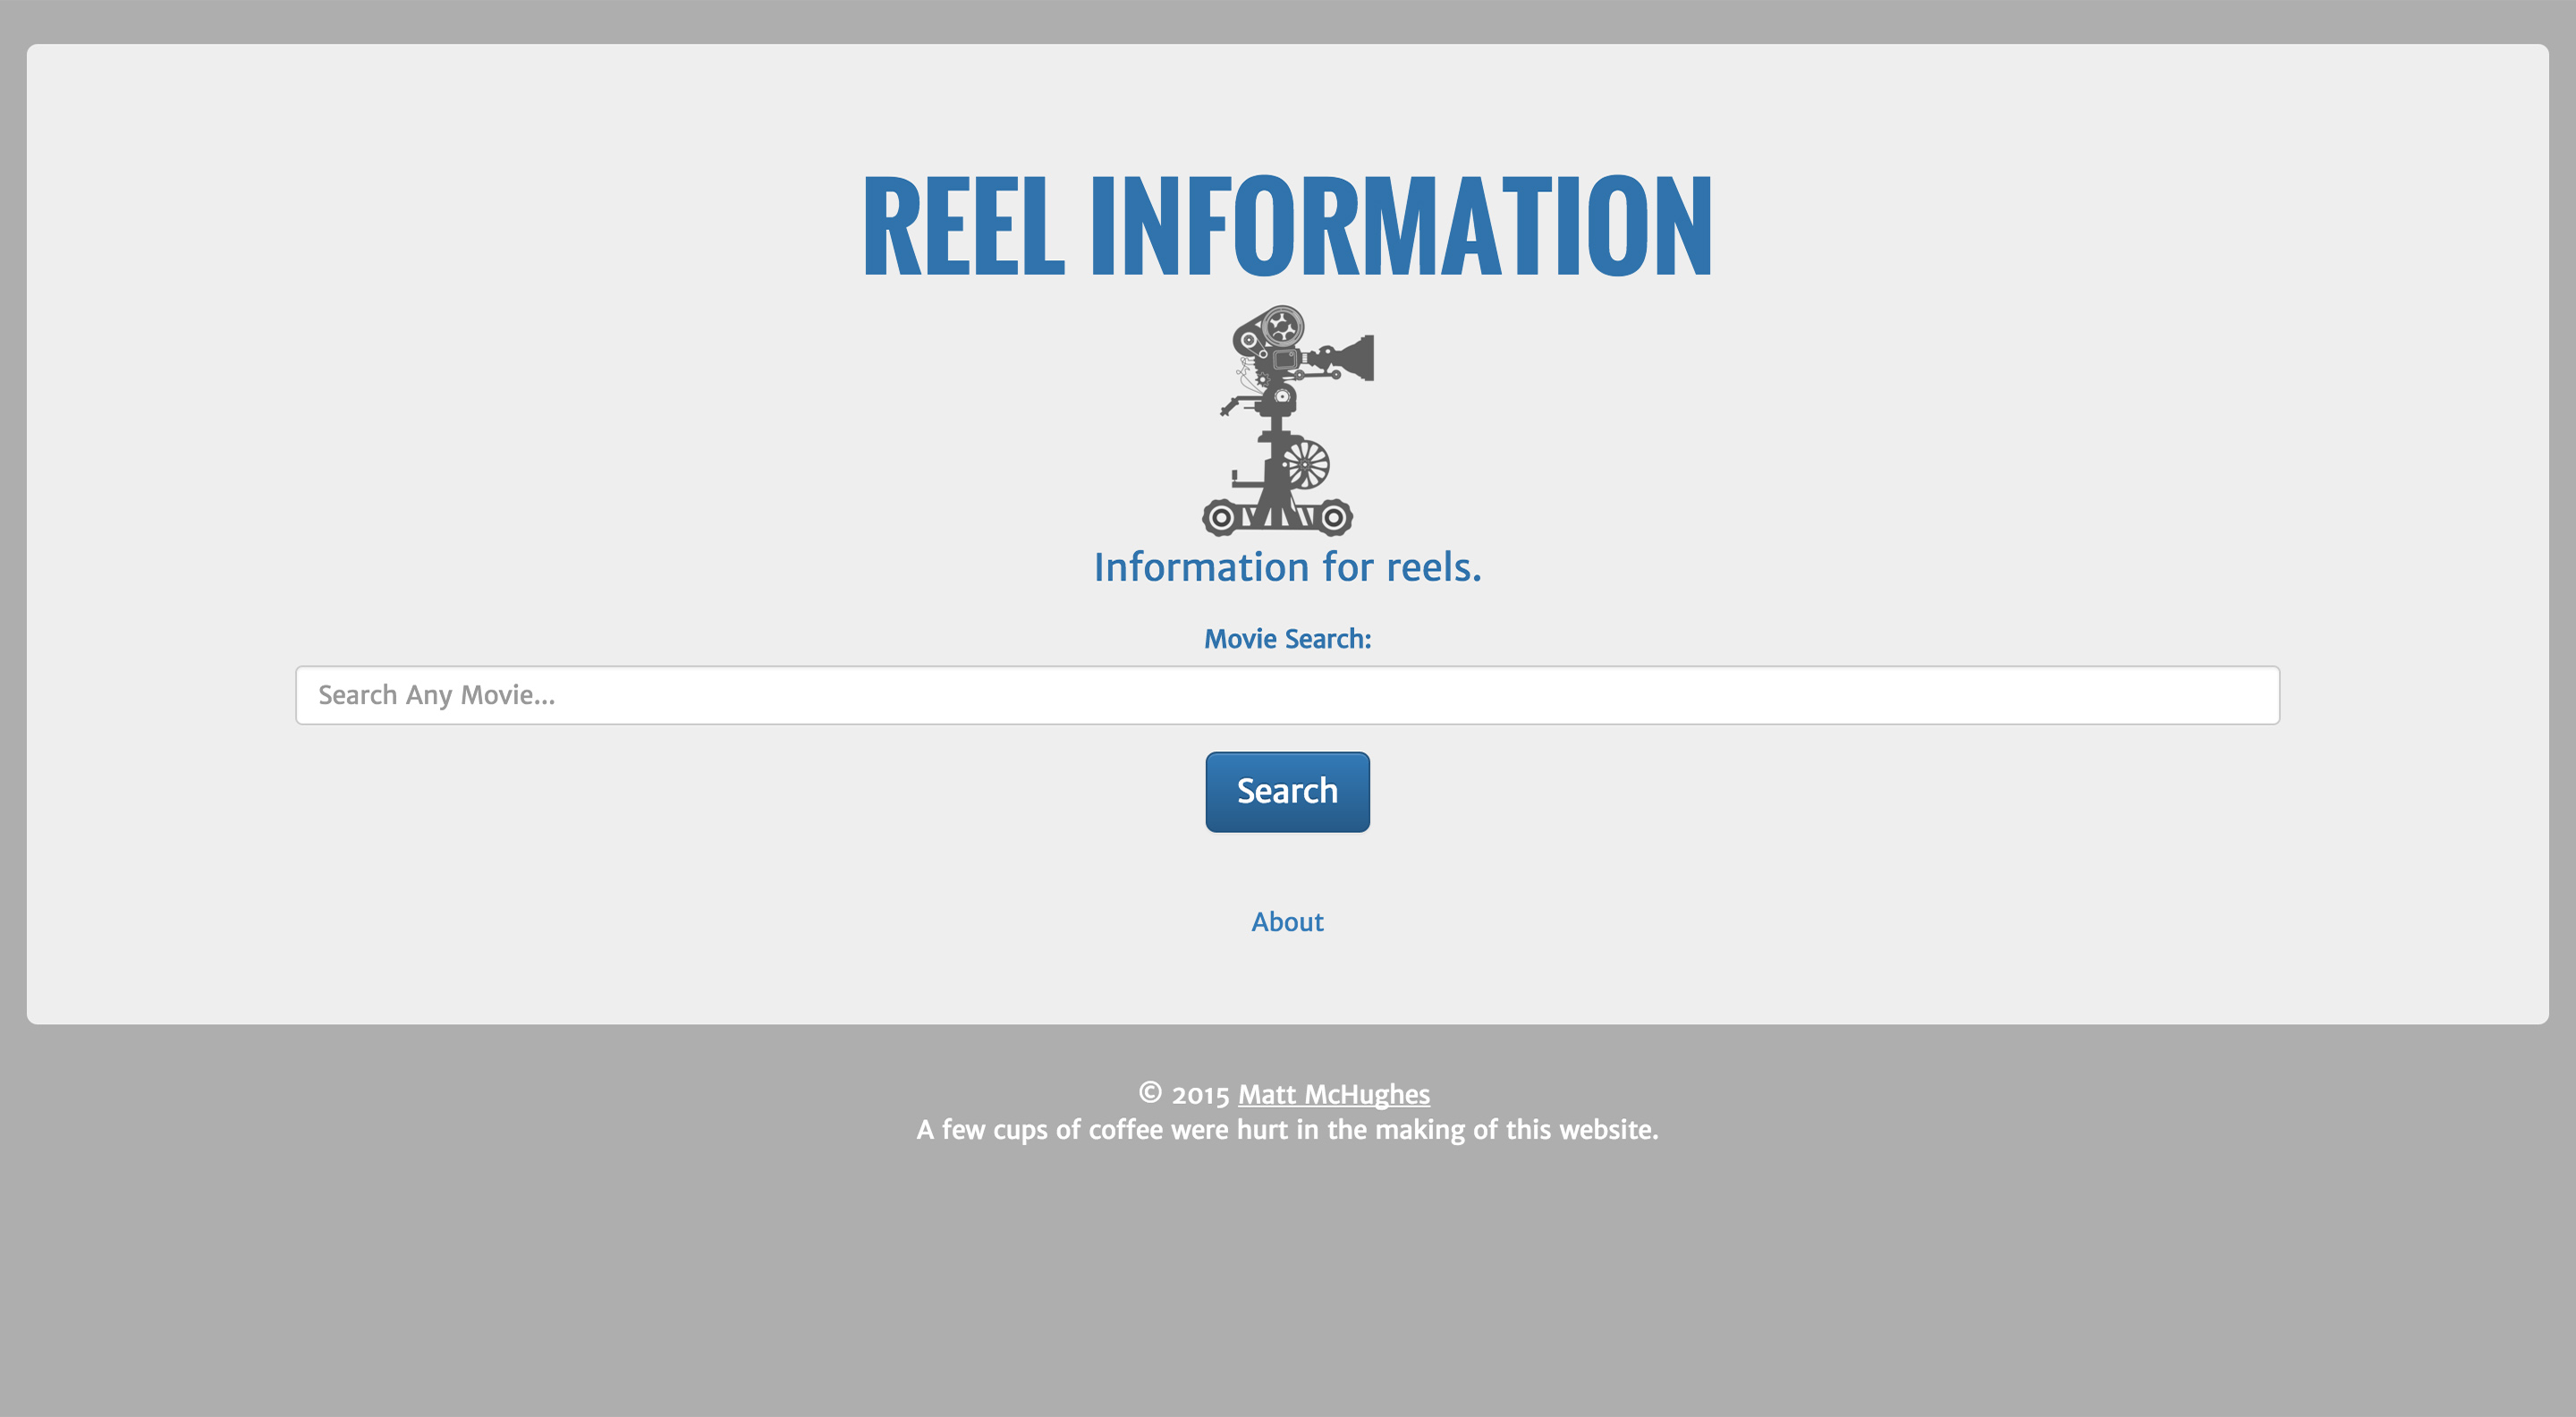 REEL INFORMATION
Information for reels.
Movie Search:
Search Any Movie...
Search
About
© 2015 Matt McHughes
A few cups of coffee were hurt in the making of this website.